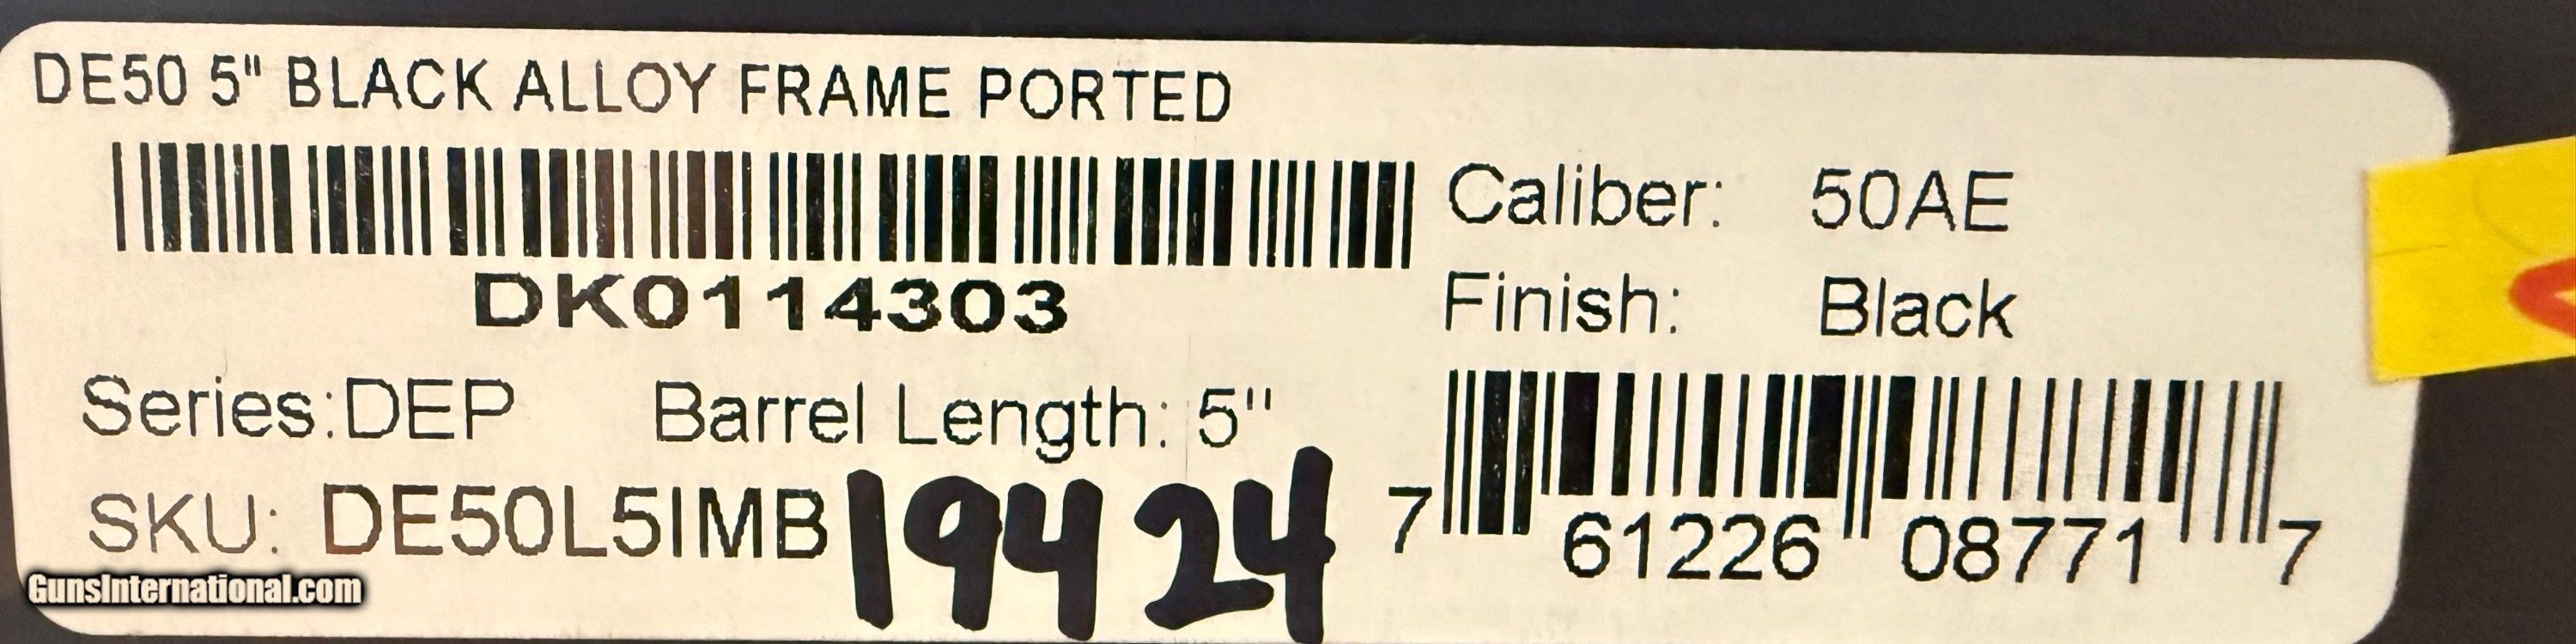 DE50 5" BLACK ALLOY FRAME PORTED
DK0114303
Caliber: 50AE
Finish: Black
Series:DEP Barrel Length: 5"
SKU: DE50L5IMB
19424
7 61226 08771 7
GunsInternational.com